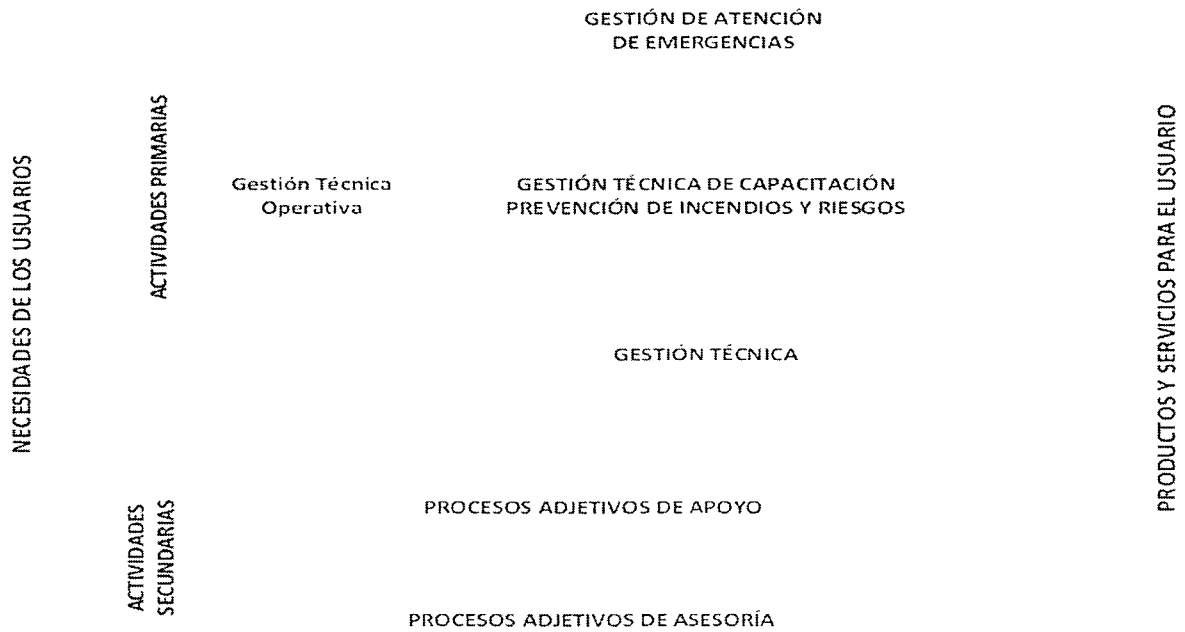 GESTIÓN DE ATENCIÓN
DE EMERGENCIAS
NECESIDADES DE LOS USUARIOS
ACTIVIDADES PRIMARIAS
Gestión Técnica
Operativa
GESTIÓN TÉCNICA DE CAPACITACIÓN
PREVENCIÓN DE INCENDIOS Y RIESGOS
GESTIÓN TÉCNICA
ACTIVIDADES
SECUNDARIAS
PROCESOS ADJETIVOS DE APOYO
PROCESOS ADJETIVOS DE ASESORÍA
PRODUCTOS Y SERVICIOS PARA EL USUARIO